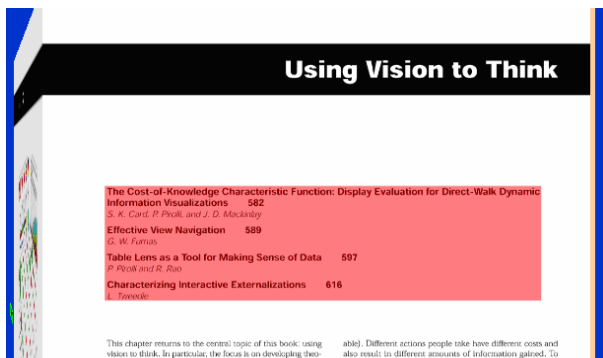 Using Vision to Think
The Cost-of-Knowledge Characteristic Function: Display Evaluation for Direct-Walk Dynamic
Information Visualizations 582
S. K. Card, P. Pirolli, and J. D. Mackinlay
Effective View Navigation 589
G. W. Furnas
Table Lens as a Tool for Making Sense of Data 597
P. Pirolli and R. Rao
Characterizing Interactive Externalizations 616
L. Tweedie
This chapter returns to the central topic of this book: using
vision to think. In particular, the focus is on developing theo-
able). Different actions people take have different costs and
also result in different amounts of information gained. To